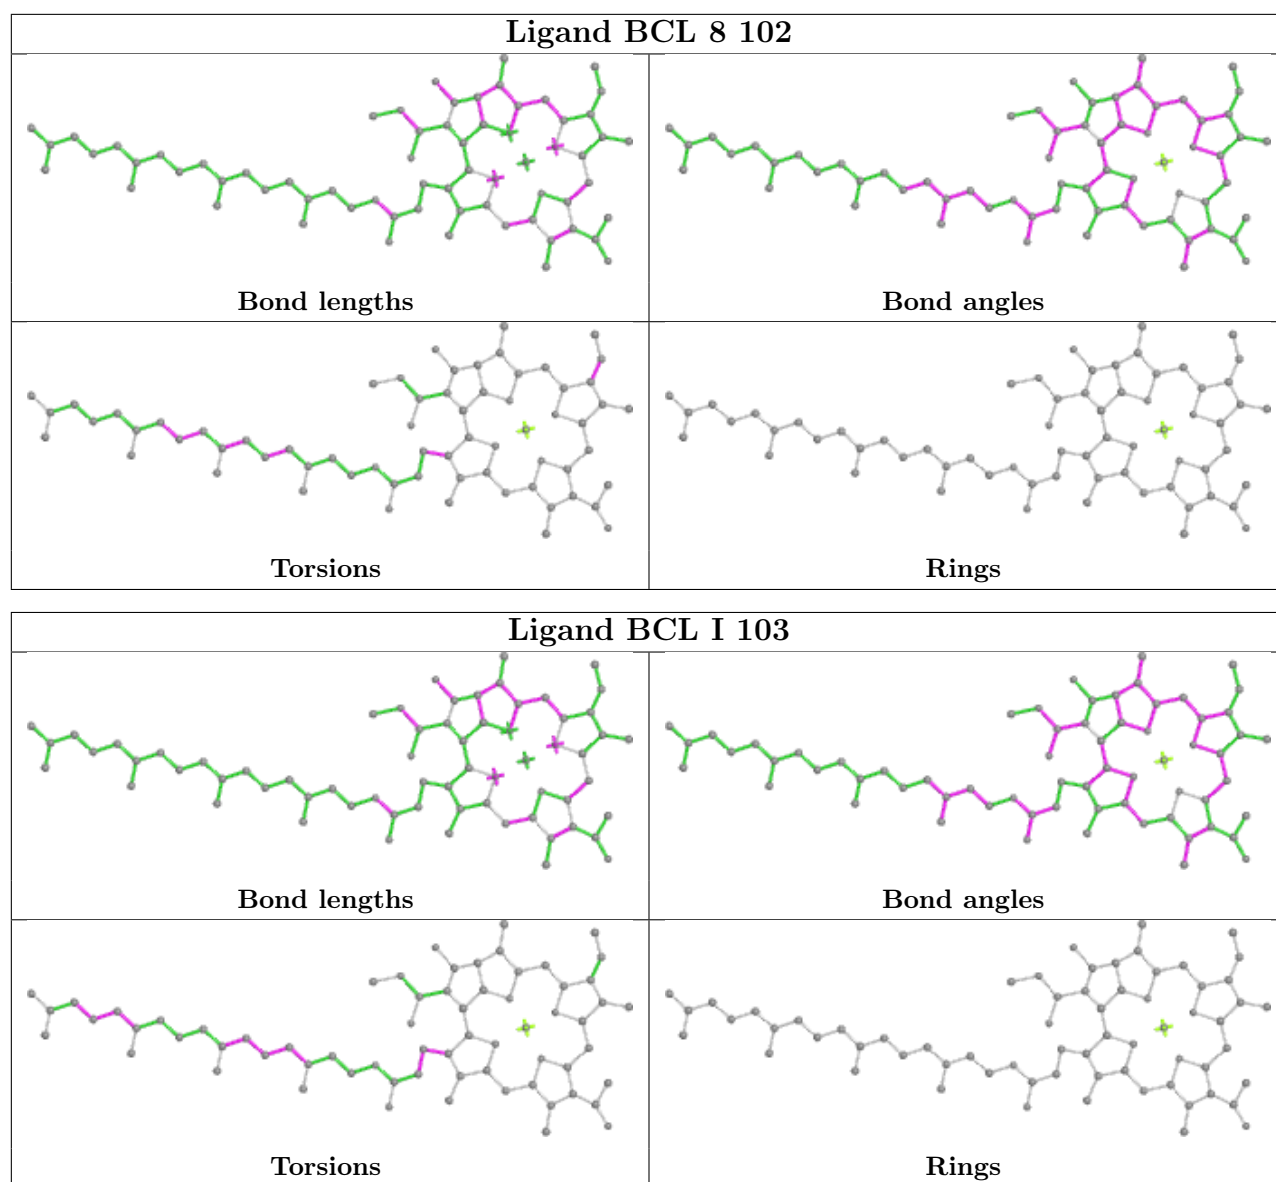 Ligand BCL 8 102
Bond lengths
Bond angles
Torsions
Rings
Ligand BCL I 103
Bond lengths
Bond angles
Torsions
Rings